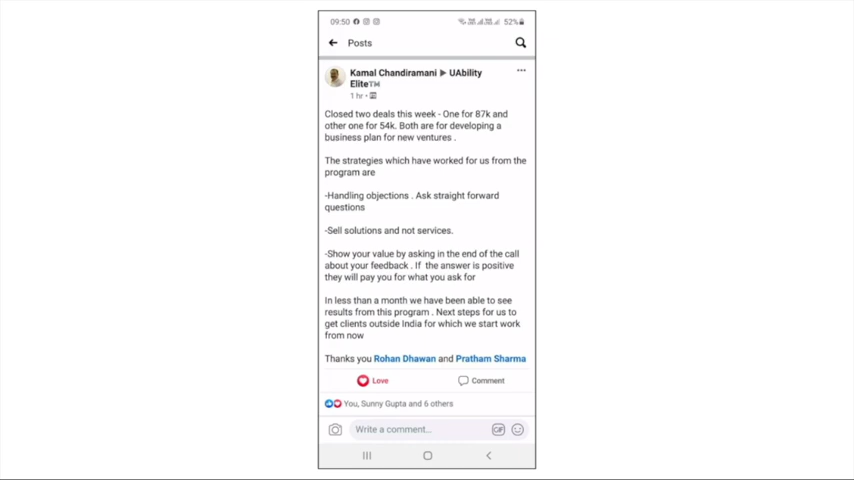 09:50 52%
Posts
Kamal Chandiramani ▶ UAbility
Elite™
1 hr •
Closed two deals this week - One for 87k and
other one for 54k. Both are for developing a
business plan for new ventures .
The strategies which have worked for us from the
program are
-Handling objections . Ask straight forward
questions
-Sell solutions and not services.
-Show your value by asking in the end of the call
about your feedback . If the answer is positive
they will pay you for what you ask for
In less than a month we have been able to see
results from this program . Next steps for us to
get clients outside India for which we start work
from now
Thanks you Rohan Dhawan and Pratham Sharma
Love Comment
You, Sunny Gupta and 6 others
Write a comment... GIF